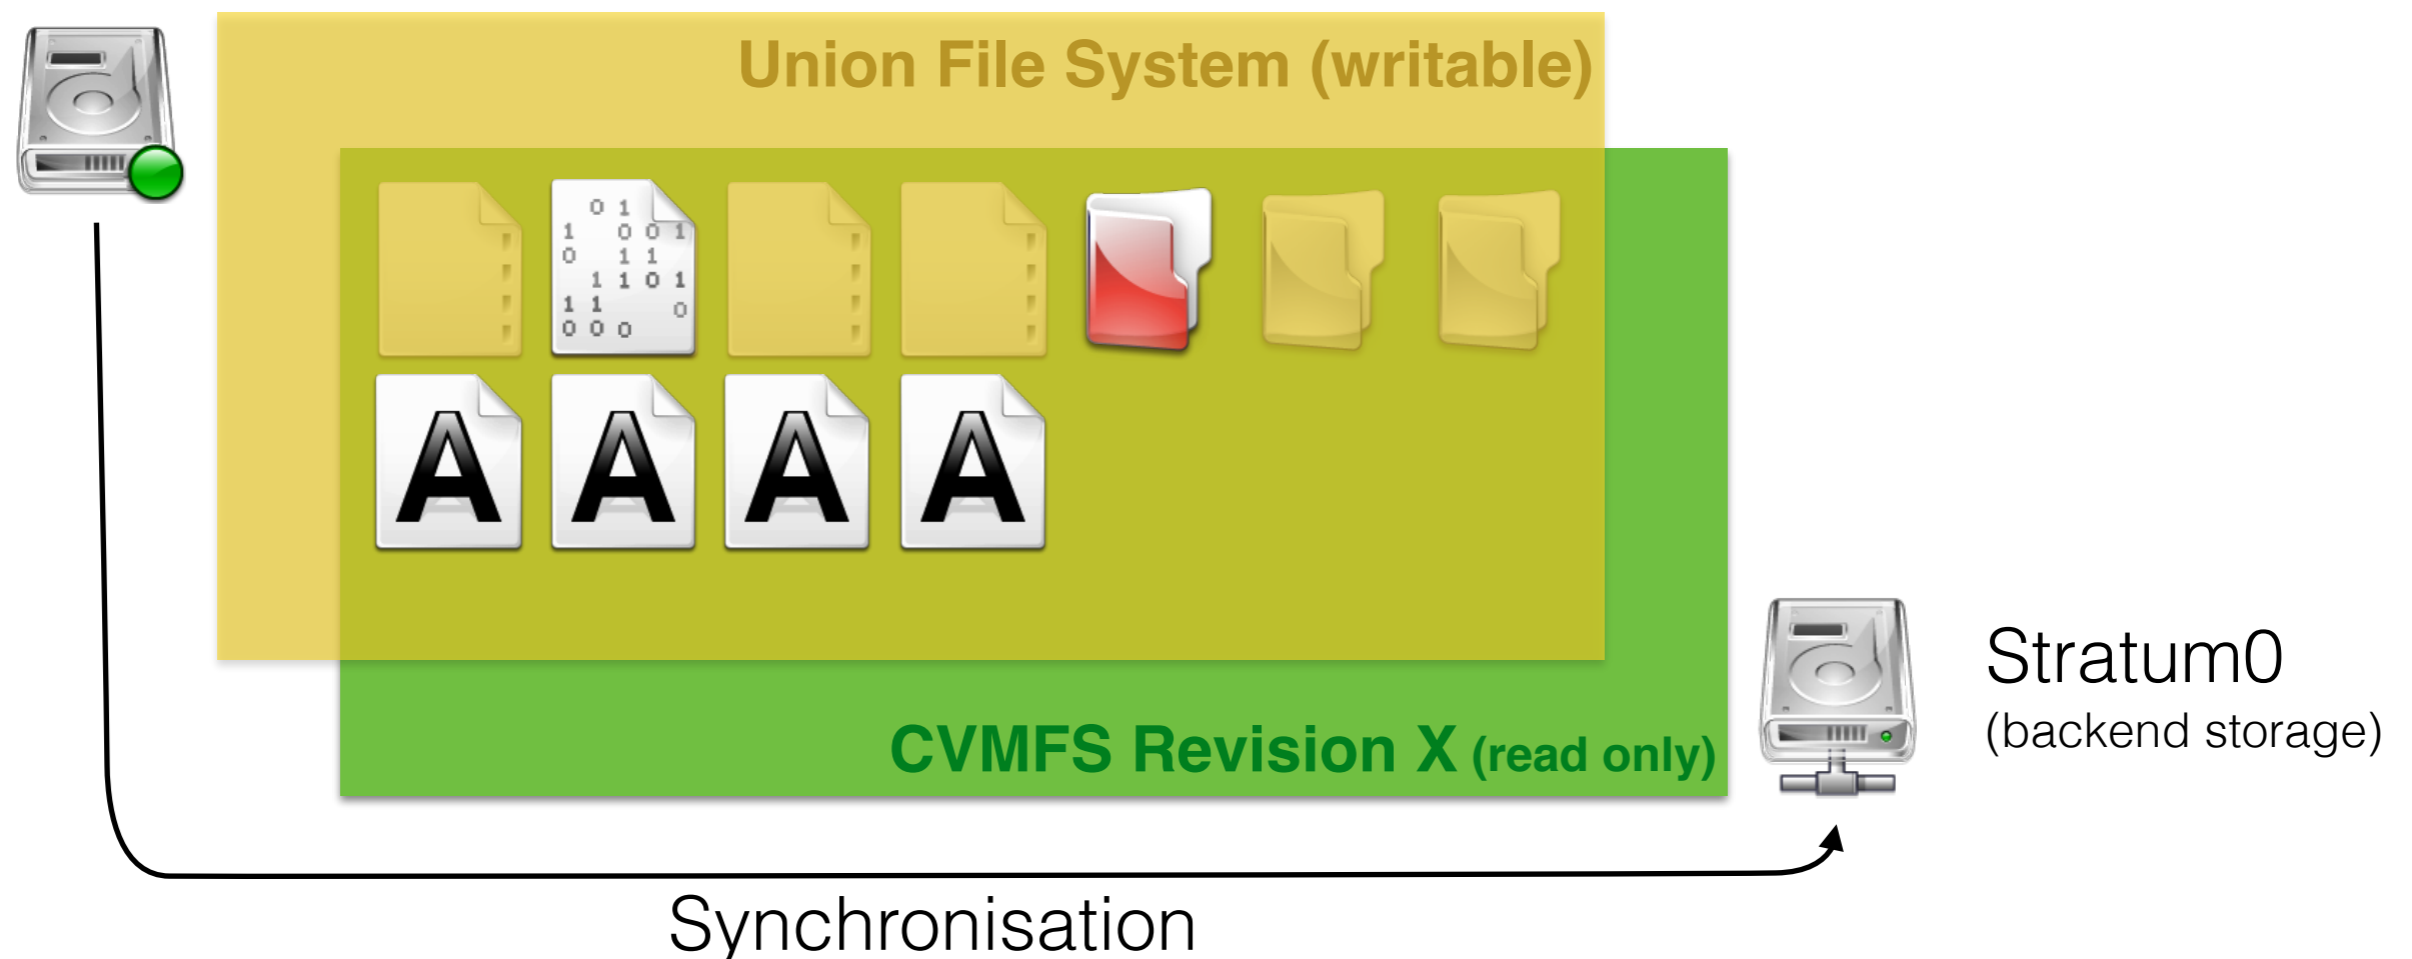 Union File System (writable)
0 1
1 0 0 1
0 1 1
1 1 0 1
1 1 0
0 0 0
A A A A
CVMFS Revision X (read only)
Stratum0
(backend storage)
Synchronisation